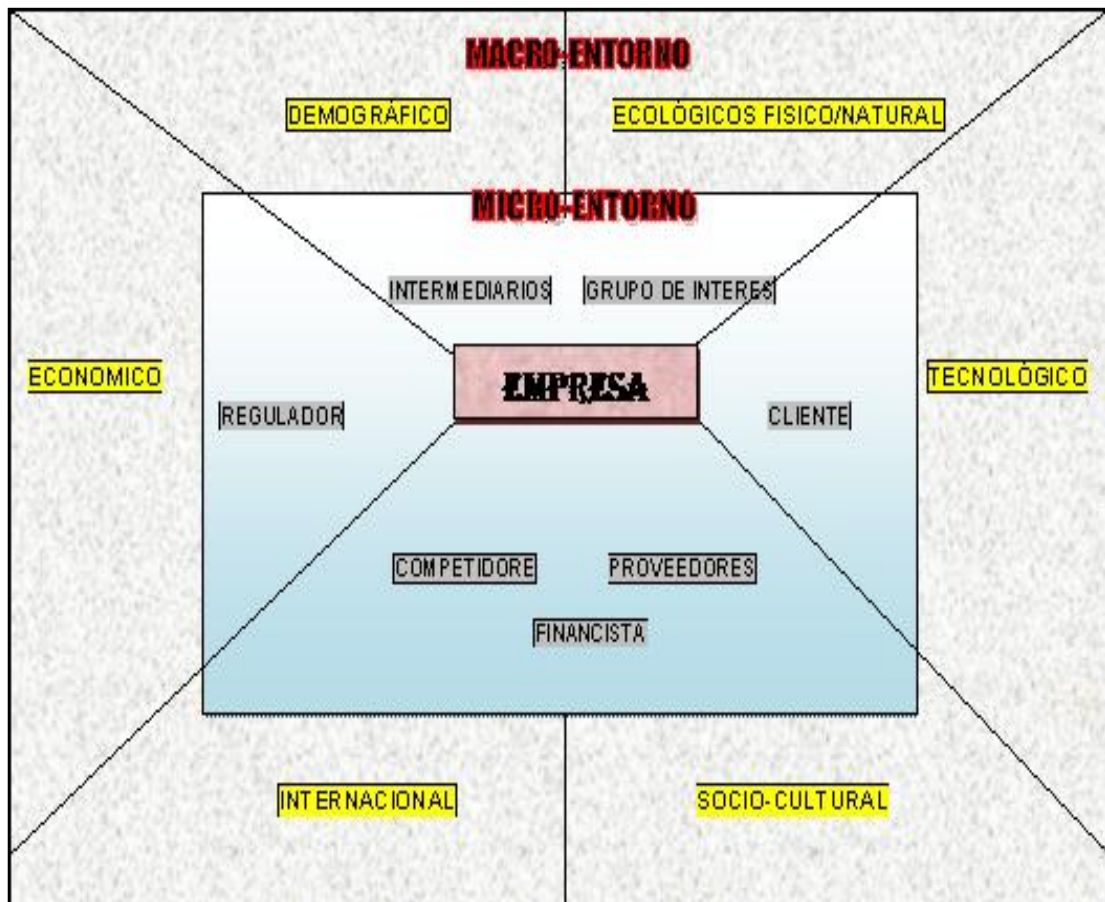 MACRO-ENTORNO
DEMOGRÁFICO
ECOLÓGICOS FISICO/NATURAL
MICRO-ENTORNO
INTERMEDIARIOS
GRUPO DE INTERES
ECONOMICO
EMPRESA
TECNOLÓGICO
REGULADOR
CLIENTE
COMPETIDORE
PROVEEDORES
FINANCISTA
INTERNACIONAL
SOCIO-CULTURAL